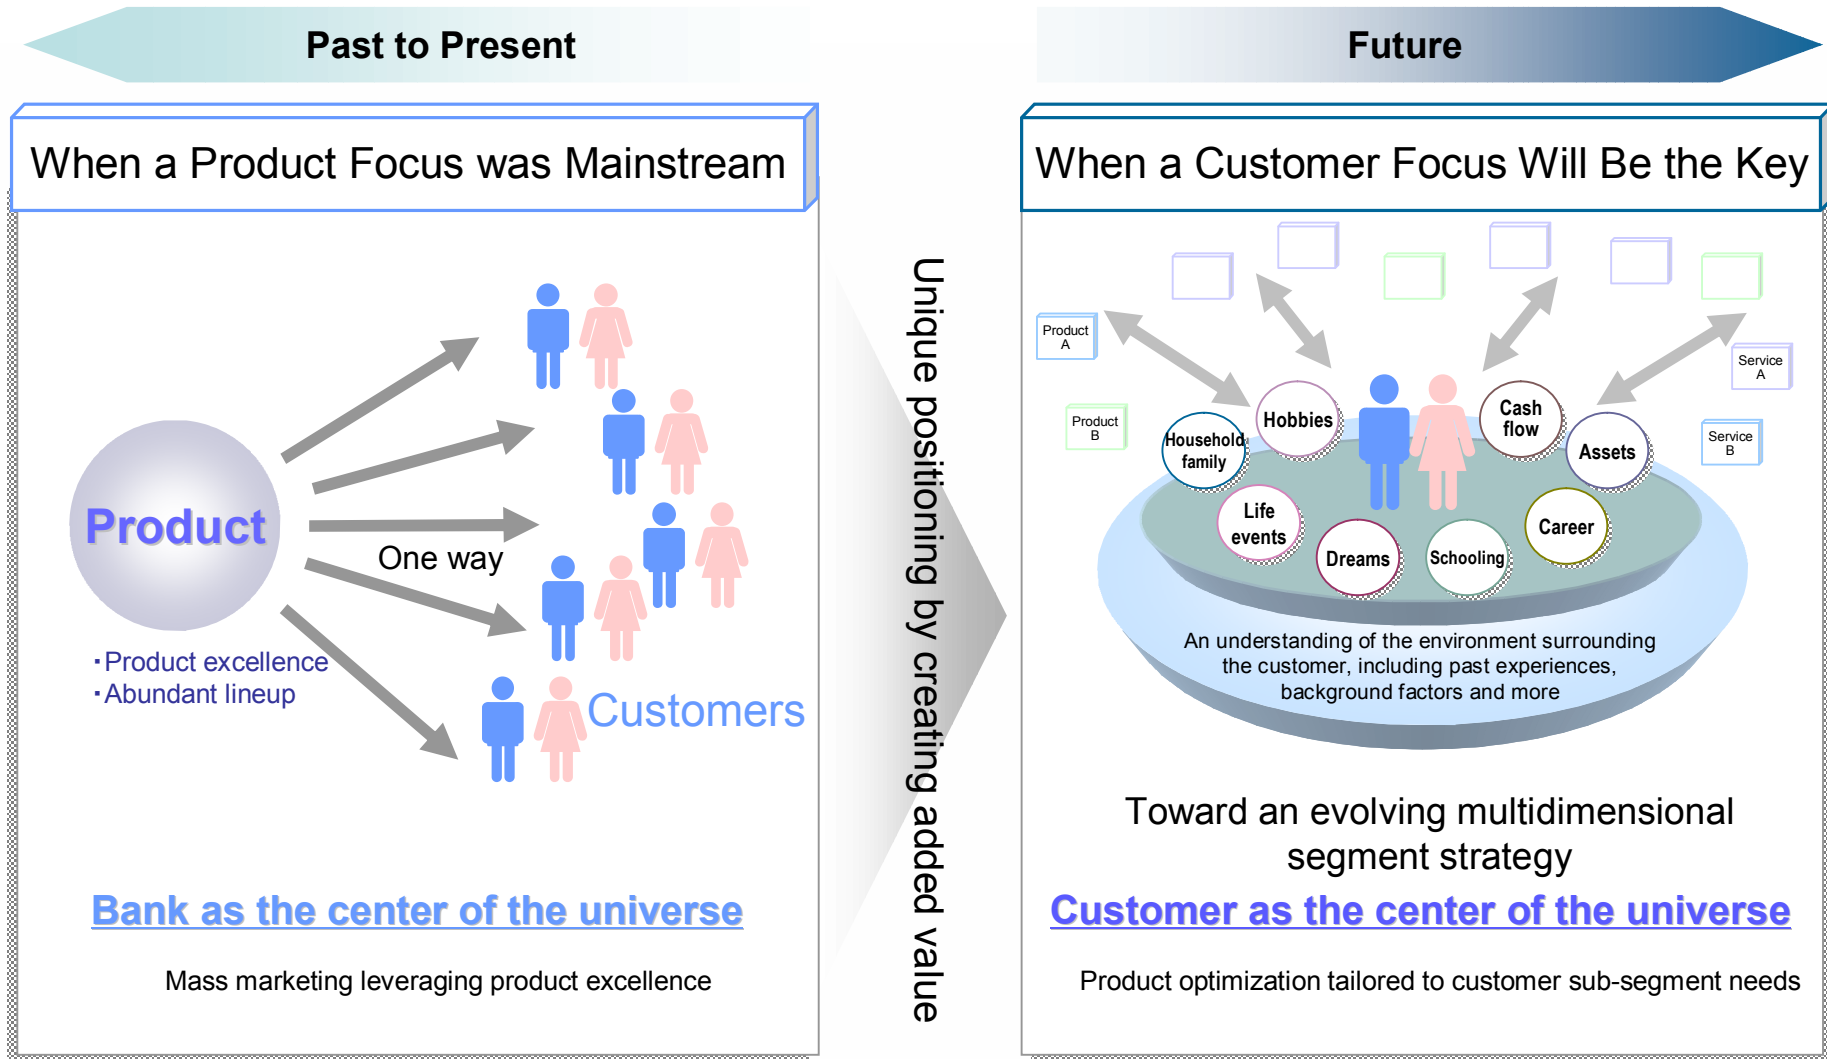 Past to Present
Future
When a Product Focus was Mainstream
When a Customer Focus Will Be the Key
Product
One way
・Product excellence
・Abundant lineup
Customers
Bank as the center of the universe
Mass marketing leveraging product excellence
Unique positioning by creating added value
Product
A
Product
B
Service
A
Service
B
Hobbies
Household
family
Life
events
Dreams
Schooling
Career
Assets
Cash
flow
An understanding of the environment surrounding
the customer, including past experiences,
background factors and more
Toward an evolving multidimensional
segment strategy
Customer as the center of the universe
Product optimization tailored to customer sub-segment needs